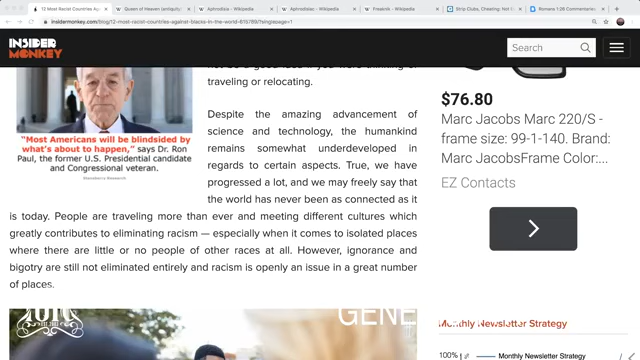 12 Most Racist Countries Aga
Queen of Heaven (antiquity)
Aphrodisia - Wikipedia
Aphrodisias - Wikipedia
Freaknik - Wikipedia
Strip Clubs, Cheating: Not I
Romans 1:26 Commentaries
insidermonkey.com/blog/12-most-racist-countries-against-blacks-in-the-world-615789/?singlepage=1
INSIDER
MONKEY
Search
traveling or relocating.
"Most Americans will be blindsided by
what's about to happen," says Dr. Ron
Paul, the former U.S. Presidential candidate
and Congressional veteran.
Stansberry Research
Despite the amazing advancement of
science and technology, the humankind
remains somewhat underdeveloped in
regards to certain aspects. True, we have
progressed a lot, and we may freely say that
the world has never been as connected as it
is today. People are traveling more than ever and meeting different cultures which
greatly contributes to eliminating racism — especially when it comes to isolated places
where there are little or no people of other races at all. However, ignorance and
bigotry are still not eliminated entirely and racism is openly an issue in a great number
of places.
$76.80
Marc Jacobs Marc 220/S -
frame size: 99-1-140. Brand:
Marc JacobsFrame Color:...
EZ Contacts
GENE
Monthly Newsletter Strategy
100%
Monthly Newsletter Strategy